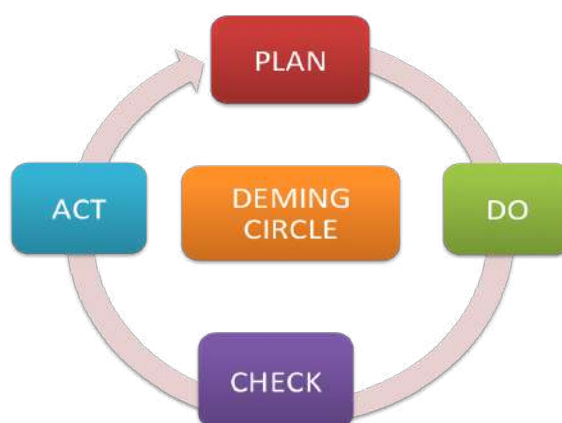 PLAN
ACT
DEMING
CIRCLE
DO
CHECK